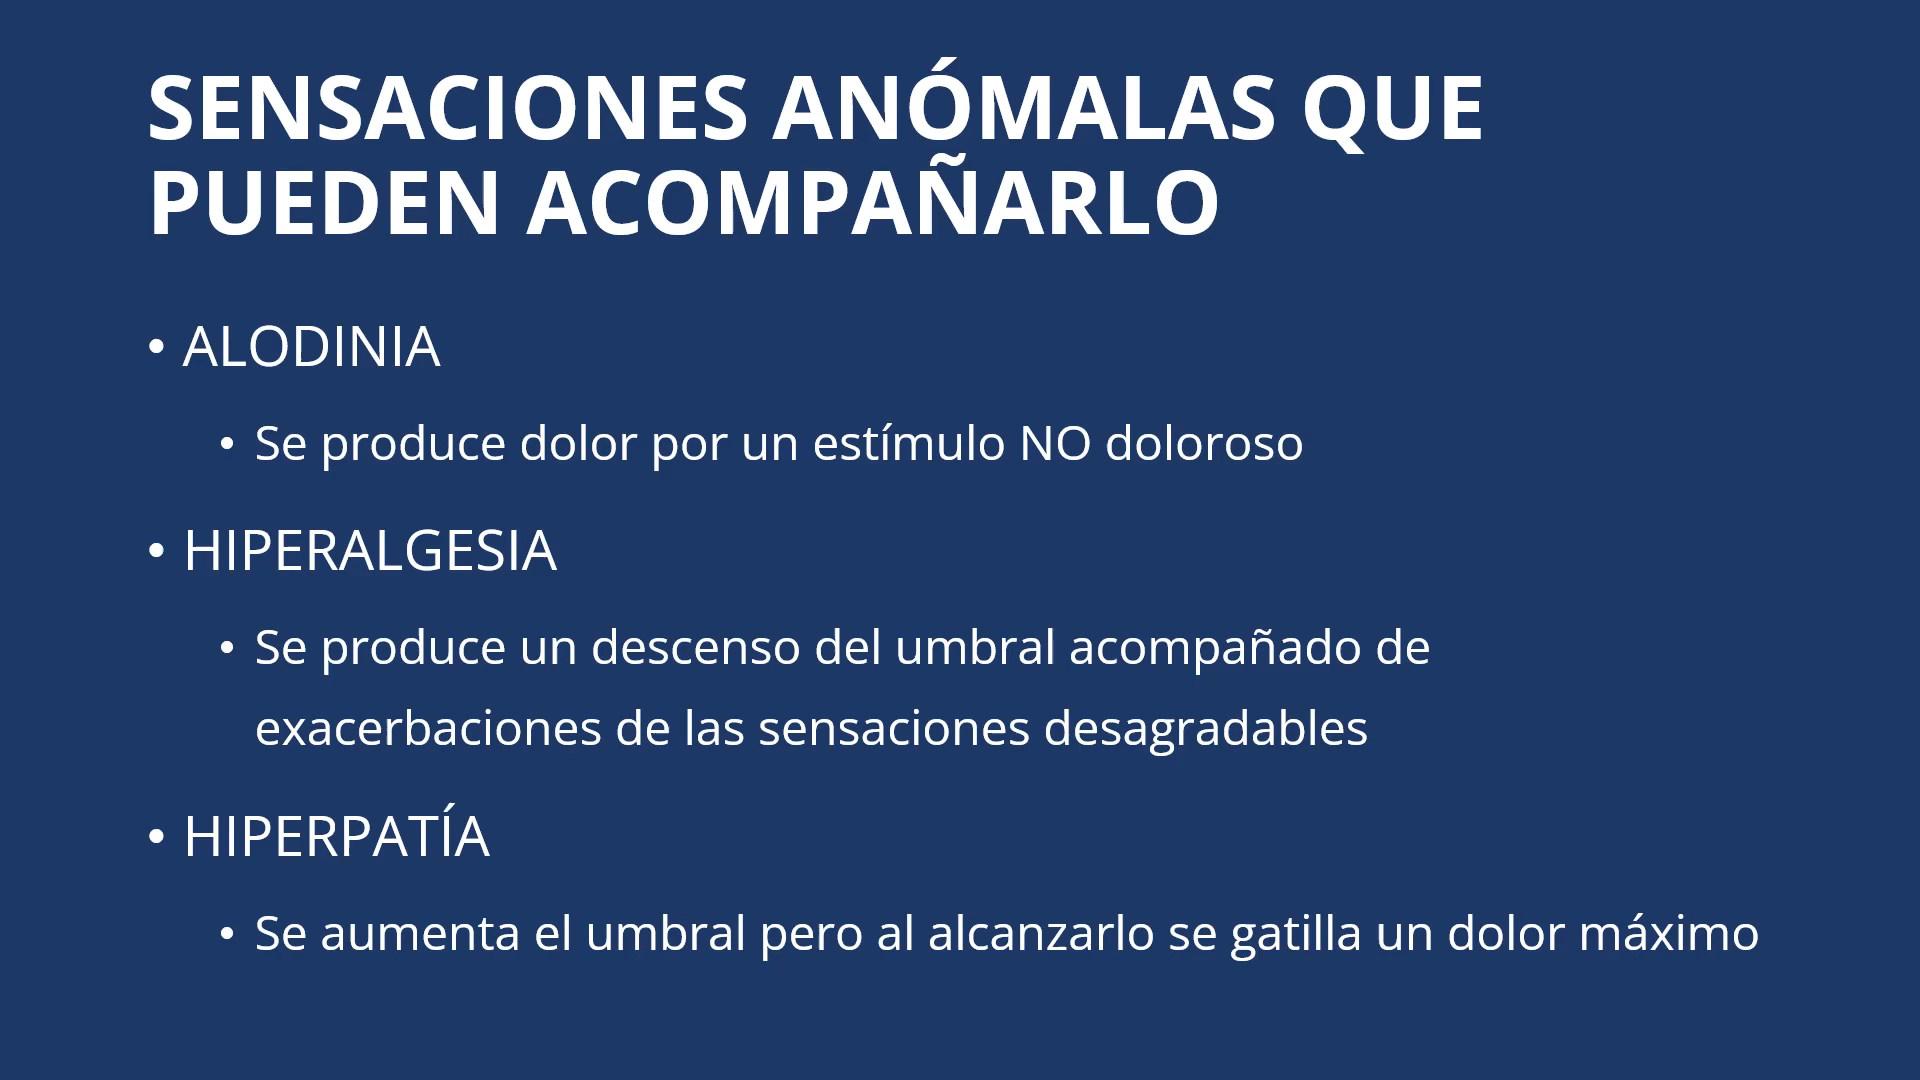 SENSACIONES ANÓMALAS QUE
PUEDEN ACOMPAÑARLO
• ALODINIA
• Se produce dolor por un estímulo NO doloroso
• HIPERALGESIA
• Se produce un descenso del umbral acompañado de
exacerbaciones de las sensaciones desagradables
• HIPERPATÍA
• Se aumenta el umbral pero al alcanzarlo se gatilla un dolor máximo